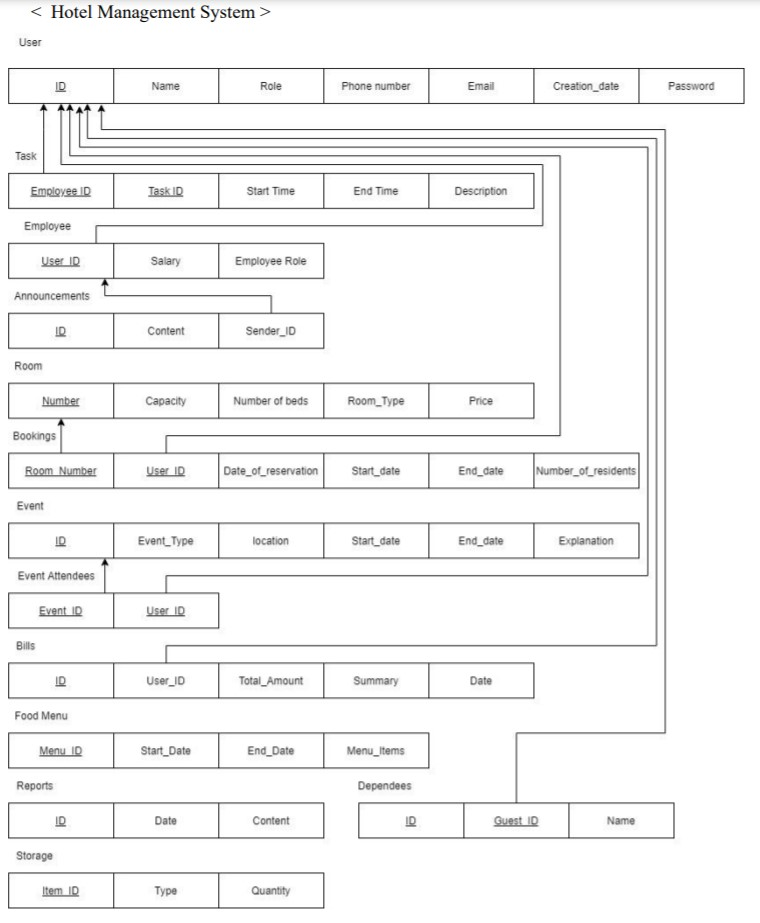 < Hotel Management System >
User
ID Name Role Phone number Email Creation_date Password
Task
Employee ID Task ID Start Time End Time Description
Employee
User_ID Salary Employee Role
Announcements
ID Content Sender_ID
Room
Number Capacity Number of beds Room_Type Price
Bookings
Room_Number User_ID Date_of_reservation Start_date End_date Number_of_residents
Event
ID Event_Type location Start_date End_date Explanation
Event Attendees
Event_ID User_ID
Bills
ID User_ID Total_Amount Summary Date
Food Menu
Menu_ID Start_Date End_Date Menu_Items
Reports Dependees
ID Date Content ID Guest_ID Name
Storage
Item_ID Type Quantity